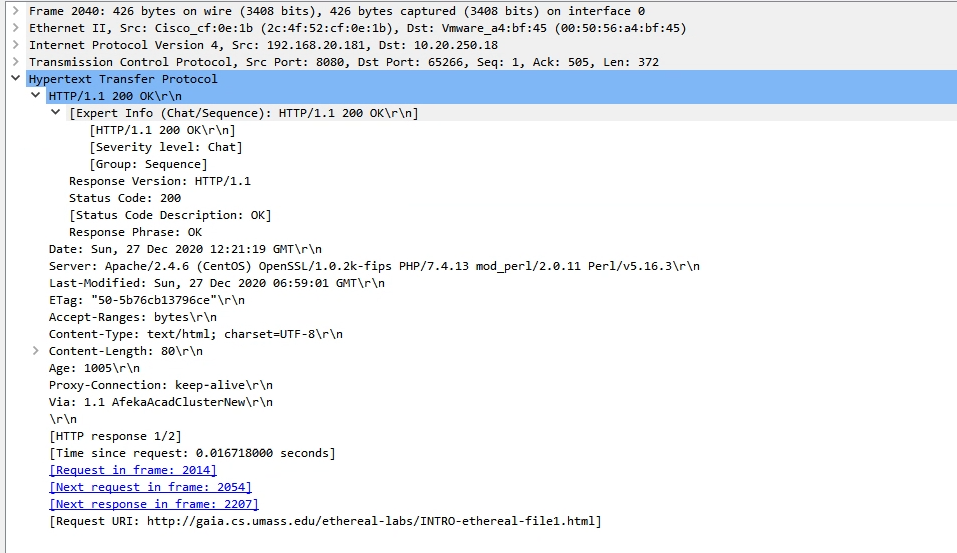 Frame 2040: 426 bytes on wire (3408 bits), 426 bytes captured (3408 bits) on interface 0
Ethernet II, Src: Cisco_cf:0e:1b (2c:4f:52:cf:0e:1b), Dst: Vmware_a4:bf:45 (00:50:56:a4:bf:45)
Internet Protocol Version 4, Src: 192.168.20.181, Dst: 10.20.250.18
Transmission Control Protocol, Src Port: 8080, Dst Port: 65266, Seq: 1, Ack: 505, Len: 372
Hypertext Transfer Protocol
HTTP/1.1 200 OK\r\n
[Expert Info (Chat/Sequence): HTTP/1.1 200 OK\r\n]
[HTTP/1.1 200 OK\r\n]
[Severity level: Chat]
[Group: Sequence]
Response Version: HTTP/1.1
Status Code: 200
[Status Code Description: OK]
Response Phrase: OK
Date: Sun, 27 Dec 2020 12:21:19 GMT\r\n
Server: Apache/2.4.6 (CentOS) OpenSSL/1.0.2k-fips PHP/7.4.13 mod_perl/2.0.11 Perl/v5.16.3\r\n
Last-Modified: Sun, 27 Dec 2020 06:59:01 GMT\r\n
ETag: "50-5b76cb13796ce"\r\n
Accept-Ranges: bytes\r\n
Content-Type: text/html; charset=UTF-8\r\n
Content-Length: 80\r\n
Age: 1005\r\n
Proxy-Connection: keep-alive\r\n
Via: 1.1 AfekaAcadClusterNew\r\n
\r\n
[HTTP response 1/2]
[Time since request: 0.016718000 seconds]
[Request in frame: 2014]
[Next request in frame: 2054]
[Next response in frame: 2207]
[Request URI: http://gaia.cs.umass.edu/ethereal-labs/INTRO-ethereal-file1.html]